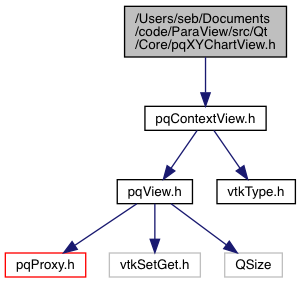 /Users/seb/Documents
/code/ParaView/src/Qt
/Core/pqXYChartView.h
pqContextView.h
pqView.h
vtkType.h
pqProxy.h
vtkSetGet.h
QSize